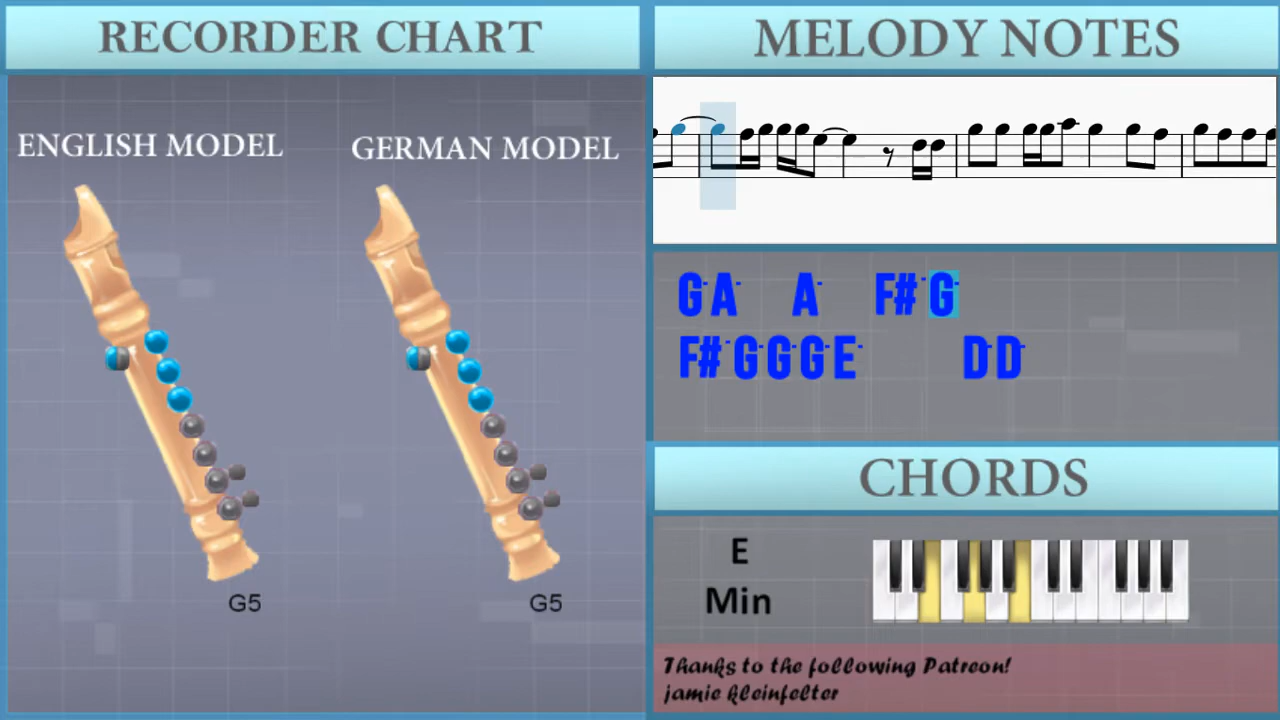 RECORDER CHART
MELODY NOTES
ENGLISH MODEL
GERMAN MODEL
G5
G5
G A A F# G
F# G G G E D D
CHORDS
E
Min
Thanks to the following Patreon!
jamie kleinfelter